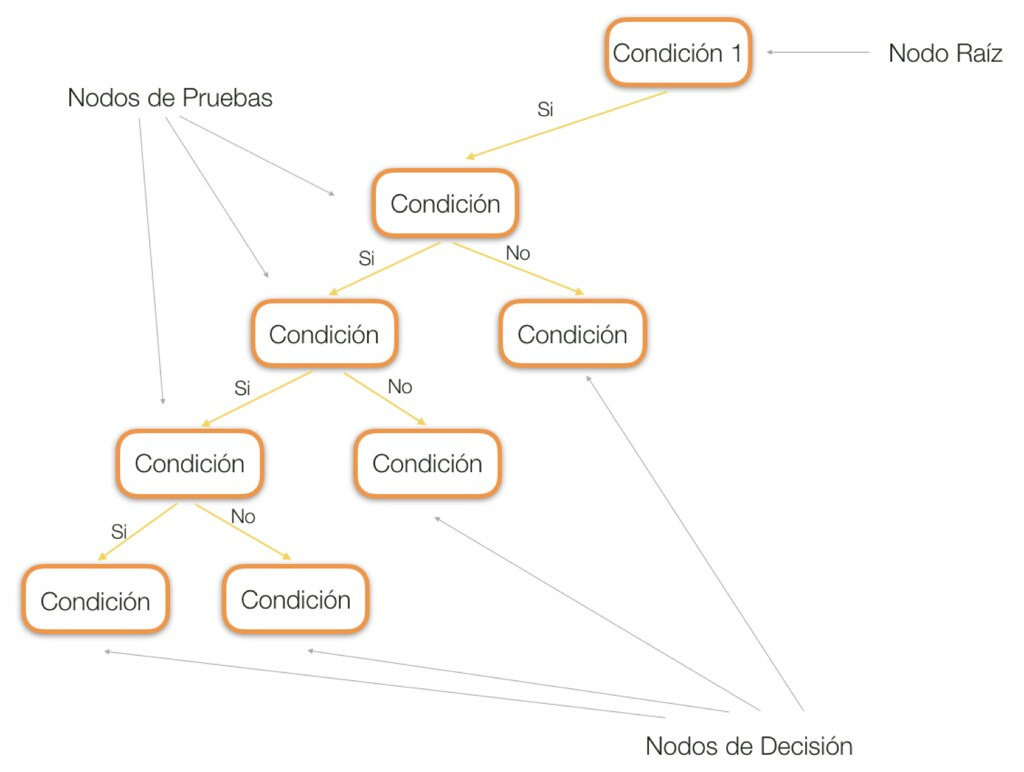 Condición 1
Nodo Raíz
Nodos de Pruebas
Si
Condición
Si
No
Condición
Condición
Si
No
Condición
Condición
Si
No
Condición
Condición
Nodos de Decisión